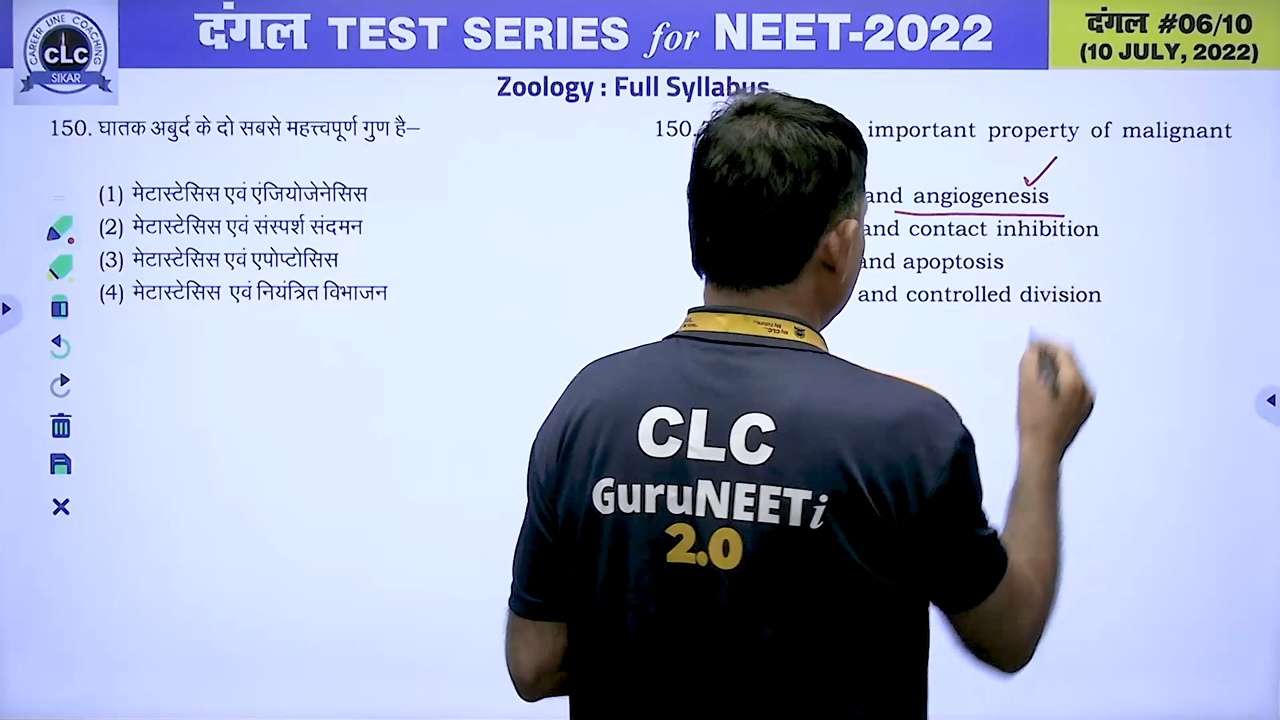 CAREER LINE COACHING
CLC
SIKAR
दंगल TEST SERIES for NEET-2022
दंगल #06/10
(10 JULY, 2022)
Zoology : Full Syllabus
150. घातक अबुर्द के दो सबसे महत्त्वपूर्ण गुण है–
(1) मेटास्टेसिस एवं एंजियोजेनेसिस
(2) मेटास्टेसिस एवं संस्पर्श संदमन
(3) मेटास्टेसिस एवं एपोप्टोसिस
(4) मेटास्टेसिस एवं नियंत्रित विभाजन
150. important property of malignant
and angiogenesis
and contact inhibition
and apoptosis
and controlled division
CLC
GuruNEETi
2.0